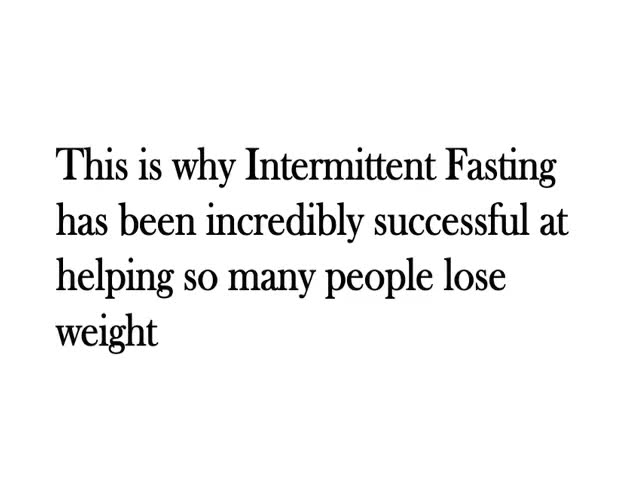 This is why Intermittent Fasting
has been incredibly successful at
helping so many people lose
weight